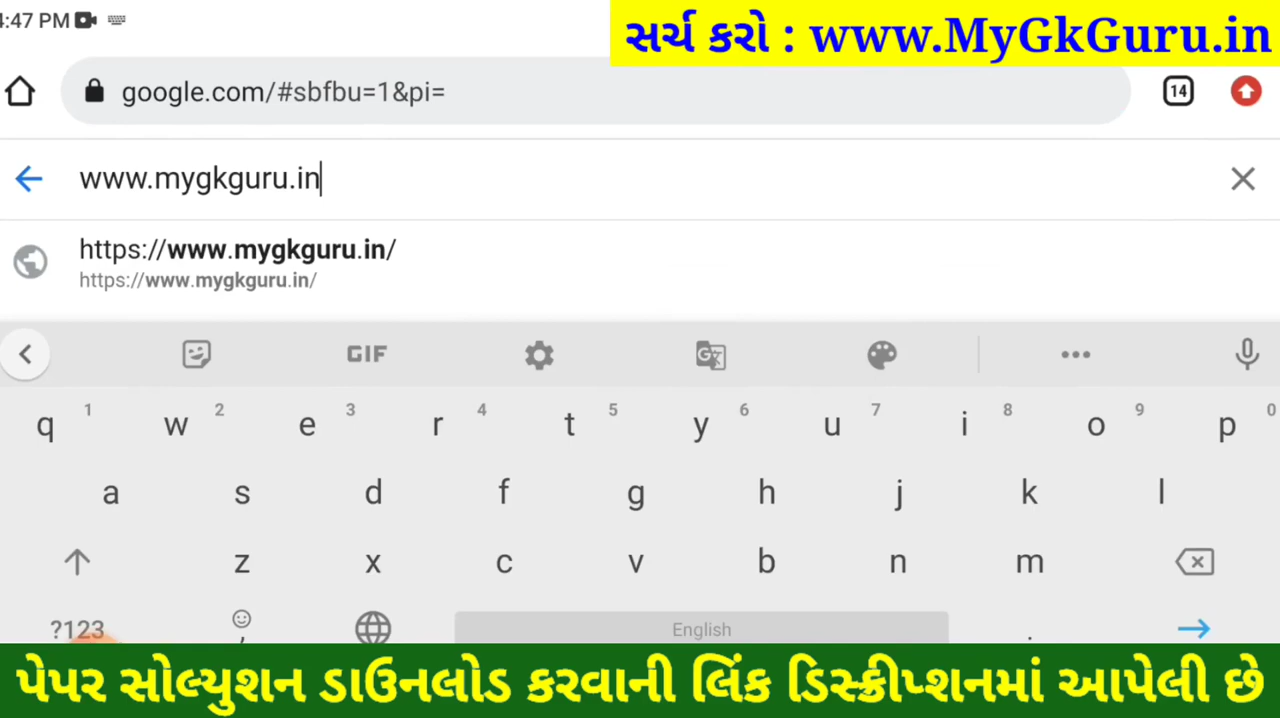 4:47 PM
સર્ચ કરો : www.MyGkGuru.in
google.com/#sbfbu=1&pi=
14
www.mygkguru.in
https://www.mygkguru.in/
https://www.mygkguru.in/
GIF
q 1 w 2 e 3 r 4 t 5 y 6 u 7 i 8 o 9 p 0
a s d f g h j k l
z x c v b n m
?123 , English .
પેપર સોલ્યુશન ડાઉનલોડ કરવાની લિંક ડિસ્ક્રીપ્શનમાં આપેલી છે